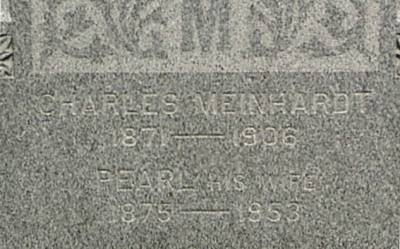 M
CHARLES MEINHARDT
1871—1906
PEARL HIS WIFE
1875—1953